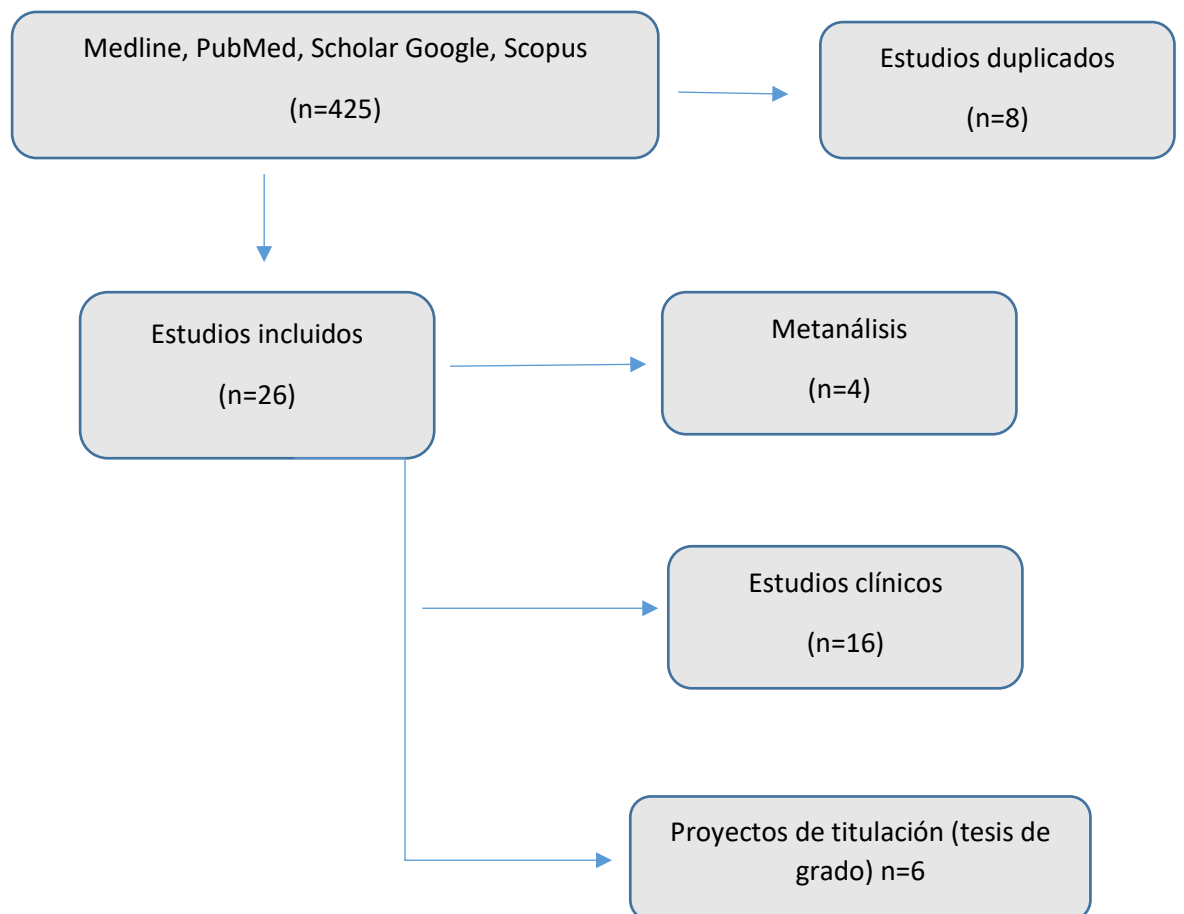 Medline, PubMed, Scholar Google, Scopus
(n=425)
Estudios duplicados
(n=8)
Estudios incluidos
(n=26)
Metanálisis
(n=4)
Estudios clínicos
(n=16)
Proyectos de titulación (tesis de
grado) n=6